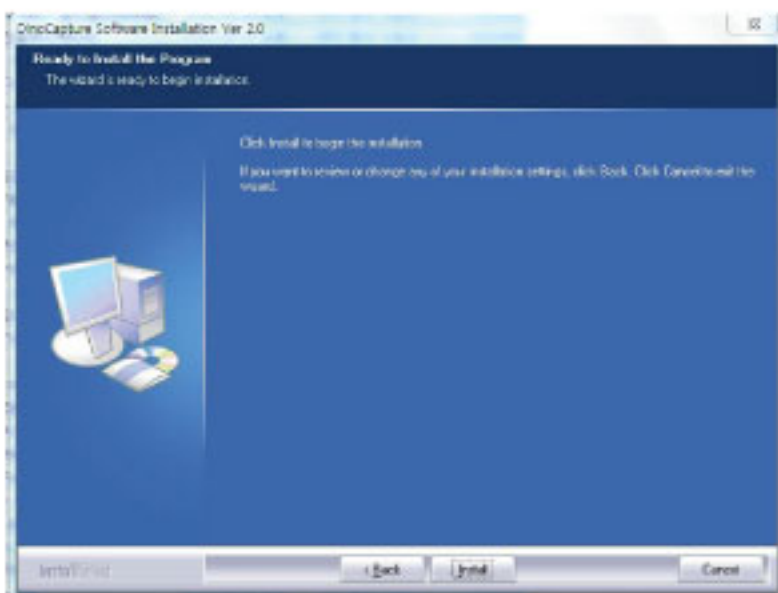 DinoCapture Software Installation Ver 2.0
Ready to Install the Program
The wizard is ready to begin installation.
Click Install to begin the installation.
If you want to review or change any of your installation settings, click Back. Click Cancel to exit the
wizard.
InstallShield
< Back
Install
Cancel